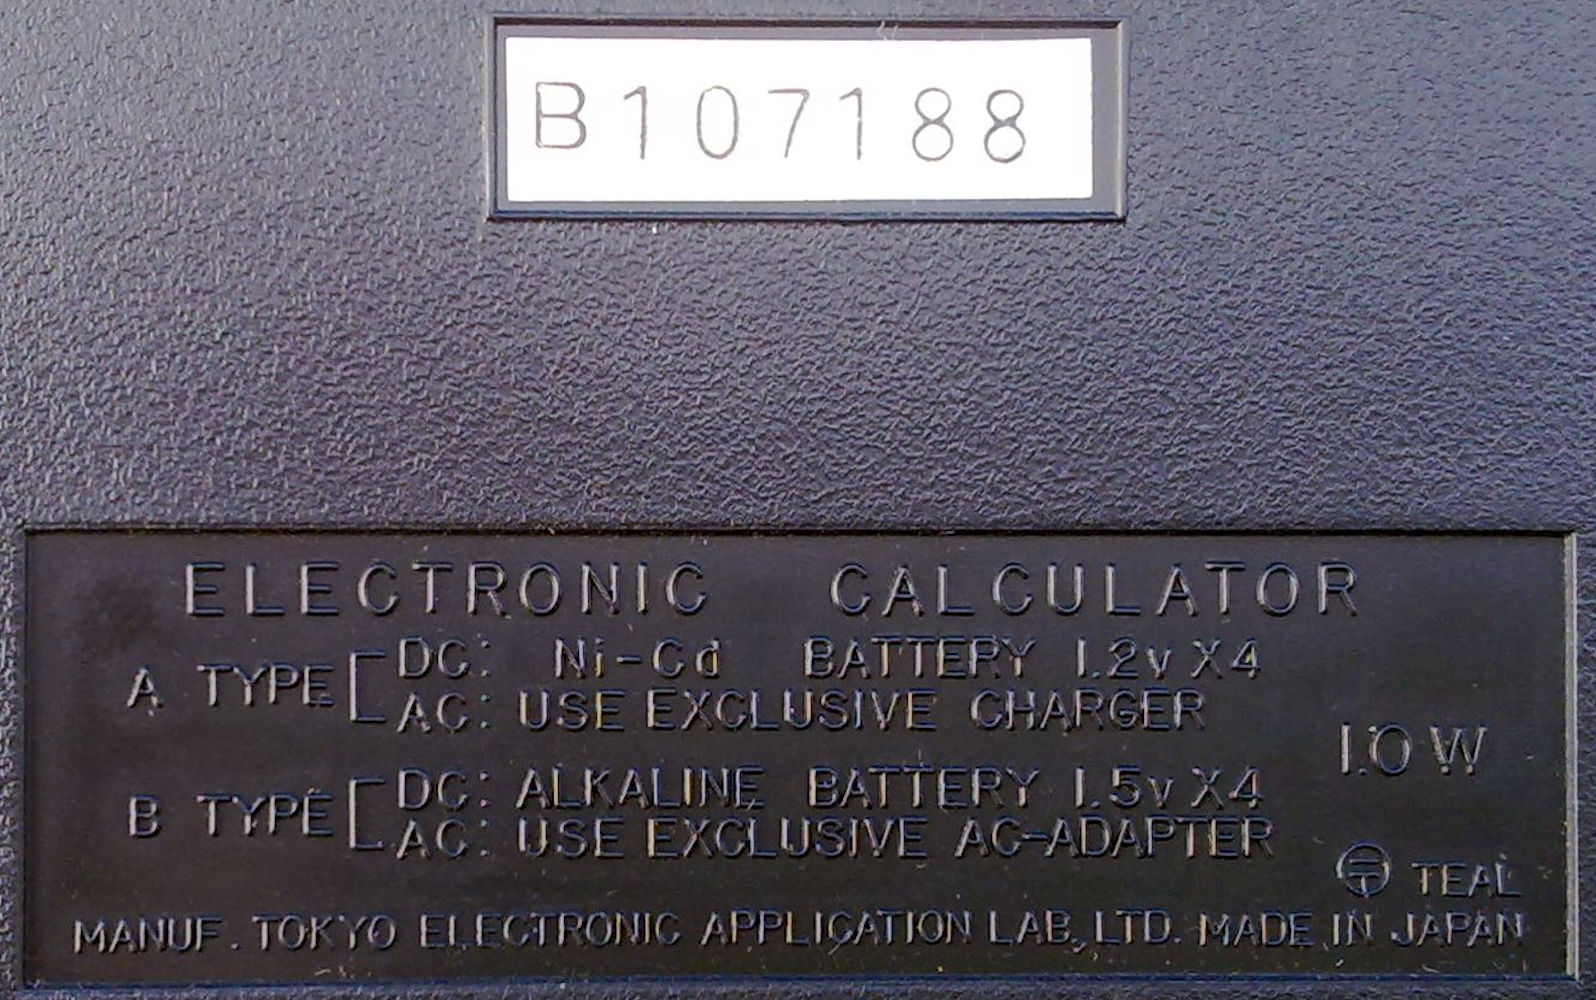 B107188
ELECTRONIC CALCULATOR
A TYPE
DC: Ni-Cd BATTERY 1.2v X4
AC: USE EXCLUSIVE CHARGER
1.0 W
B TYPE
DC: ALKALINE BATTERY 1.5v X4
AC: USE EXCLUSIVE AC-ADAPTER
〒 TEAL
MANUF. TOKYO ELECTRONIC APPLICATION LAB, LTD. MADE IN JAPAN